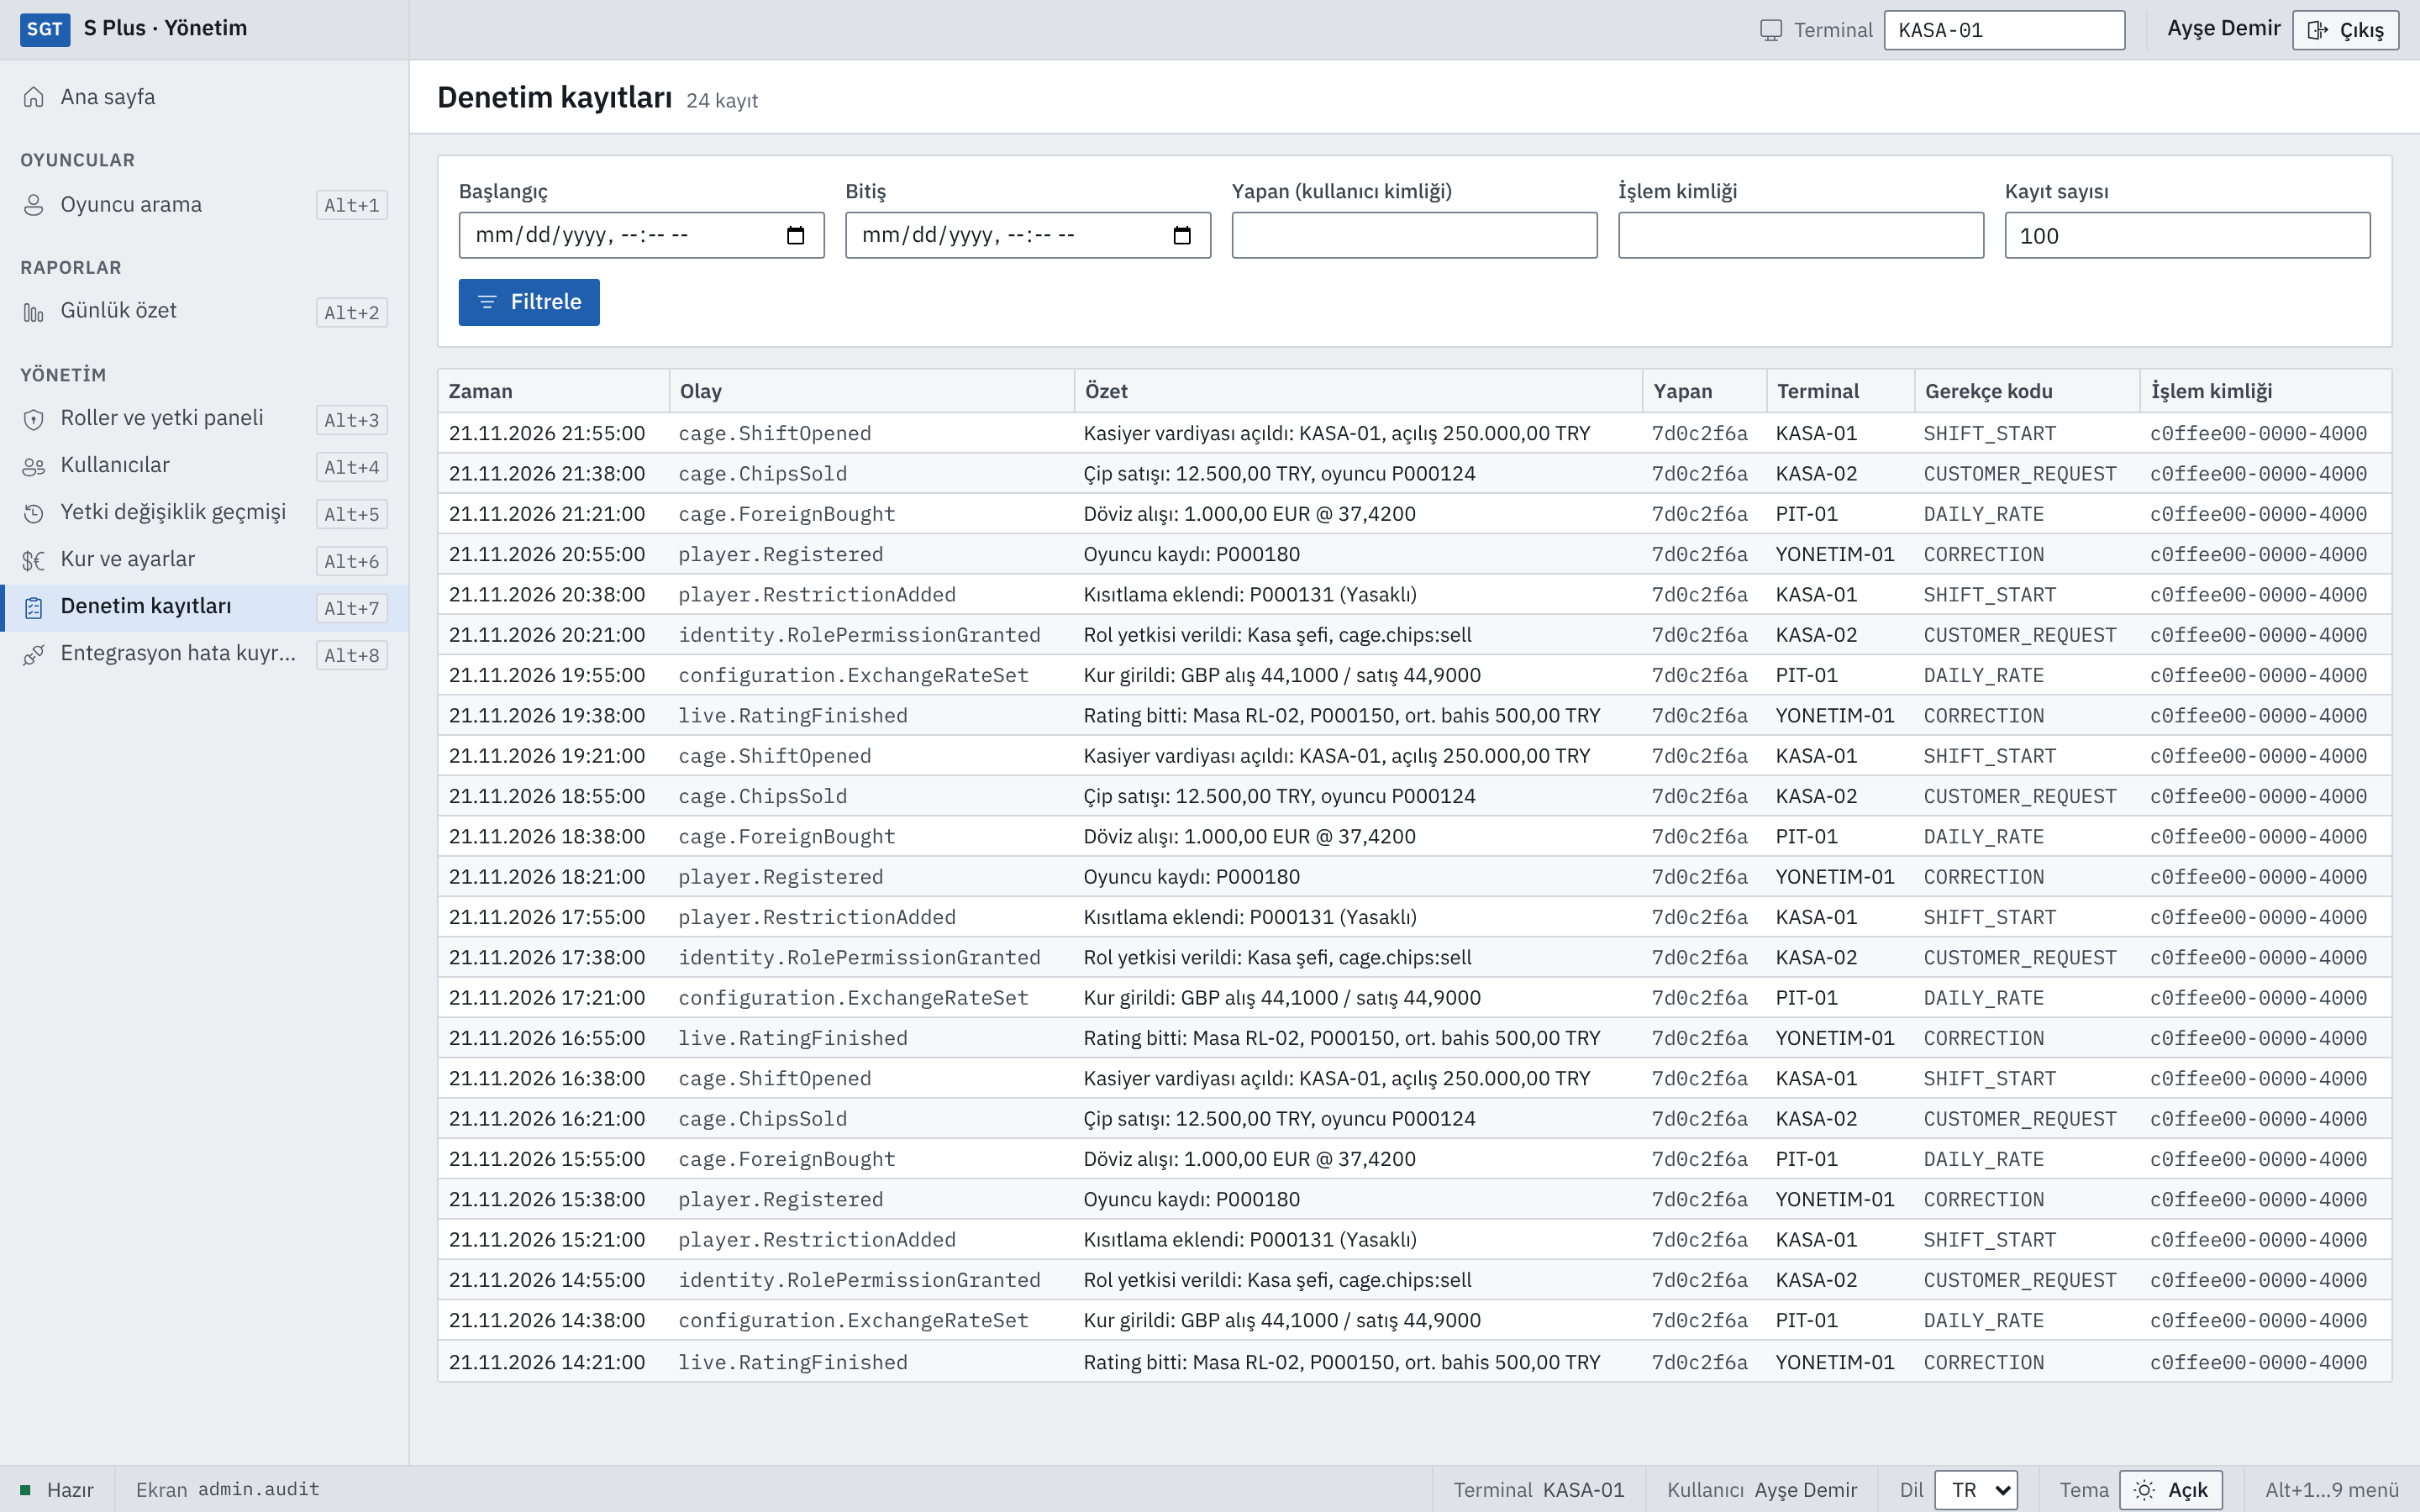 SGT S Plus · Yönetim
Terminal KASA-01 Ayşe Demir Çıkış
Ana sayfa
OYUNCULAR
Oyuncu arama Alt+1
RAPORLAR
Günlük özet Alt+2
YÖNETİM
Roller ve yetki paneli Alt+3
Kullanıcılar Alt+4
Yetki değişiklik geçmişi Alt+5
Kur ve ayarlar Alt+6
Denetim kayıtları Alt+7
Entegrasyon hata kuyr... Alt+8
Denetim kayıtları 24 kayıt
Başlangıç Bitiş Yapan (kullanıcı kimliği) İşlem kimliği Kayıt sayısı
mm/dd/yyyy, --:-- -- mm/dd/yyyy, --:-- -- 100
Filtrele
Zaman Olay Özet Yapan Terminal Gerekçe kodu İşlem kimliği
21.11.2026 21:55:00 cage.ShiftOpened Kasiyer vardiyası açıldı: KASA-01, açılış 250.000,00 TRY 7d0c2f6a KASA-01 SHIFT_START c0ffee00-0000-4000
21.11.2026 21:38:00 cage.ChipsSold Çip satışı: 12.500,00 TRY, oyuncu P000124 7d0c2f6a KASA-02 CUSTOMER_REQUEST c0ffee00-0000-4000
21.11.2026 21:21:00 cage.ForeignBought Döviz alışı: 1.000,00 EUR @ 37,4200 7d0c2f6a PIT-01 DAILY_RATE c0ffee00-0000-4000
21.11.2026 20:55:00 player.Registered Oyuncu kaydı: P000180 7d0c2f6a YONETIM-01 CORRECTION c0ffee00-0000-4000
21.11.2026 20:38:00 player.RestrictionAdded Kısıtlama eklendi: P000131 (Yasaklı) 7d0c2f6a KASA-01 SHIFT_START c0ffee00-0000-4000
21.11.2026 20:21:00 identity.RolePermissionGranted Rol yetkisi verildi: Kasa şefi, cage.chips:sell 7d0c2f6a KASA-02 CUSTOMER_REQUEST c0ffee00-0000-4000
21.11.2026 19:55:00 configuration.ExchangeRateSet Kur girildi: GBP alış 44,1000 / satış 44,9000 7d0c2f6a PIT-01 DAILY_RATE c0ffee00-0000-4000
21.11.2026 19:38:00 live.RatingFinished Rating bitti: Masa RL-02, P000150, ort. bahis 500,00 TRY 7d0c2f6a YONETIM-01 CORRECTION c0ffee00-0000-4000
21.11.2026 19:21:00 cage.ShiftOpened Kasiyer vardiyası açıldı: KASA-01, açılış 250.000,00 TRY 7d0c2f6a KASA-01 SHIFT_START c0ffee00-0000-4000
21.11.2026 18:55:00 cage.ChipsSold Çip satışı: 12.500,00 TRY, oyuncu P000124 7d0c2f6a KASA-02 CUSTOMER_REQUEST c0ffee00-0000-4000
21.11.2026 18:38:00 cage.ForeignBought Döviz alışı: 1.000,00 EUR @ 37,4200 7d0c2f6a PIT-01 DAILY_RATE c0ffee00-0000-4000
21.11.2026 18:21:00 player.Registered Oyuncu kaydı: P000180 7d0c2f6a YONETIM-01 CORRECTION c0ffee00-0000-4000
21.11.2026 17:55:00 player.RestrictionAdded Kısıtlama eklendi: P000131 (Yasaklı) 7d0c2f6a KASA-01 SHIFT_START c0ffee00-0000-4000
21.11.2026 17:38:00 identity.RolePermissionGranted Rol yetkisi verildi: Kasa şefi, cage.chips:sell 7d0c2f6a KASA-02 CUSTOMER_REQUEST c0ffee00-0000-4000
21.11.2026 17:21:00 configuration.ExchangeRateSet Kur girildi: GBP alış 44,1000 / satış 44,9000 7d0c2f6a PIT-01 DAILY_RATE c0ffee00-0000-4000
21.11.2026 16:55:00 live.RatingFinished Rating bitti: Masa RL-02, P000150, ort. bahis 500,00 TRY 7d0c2f6a YONETIM-01 CORRECTION c0ffee00-0000-4000
21.11.2026 16:38:00 cage.ShiftOpened Kasiyer vardiyası açıldı: KASA-01, açılış 250.000,00 TRY 7d0c2f6a KASA-01 SHIFT_START c0ffee00-0000-4000
21.11.2026 16:21:00 cage.ChipsSold Çip satışı: 12.500,00 TRY, oyuncu P000124 7d0c2f6a KASA-02 CUSTOMER_REQUEST c0ffee00-0000-4000
21.11.2026 15:55:00 cage.ForeignBought Döviz alışı: 1.000,00 EUR @ 37,4200 7d0c2f6a PIT-01 DAILY_RATE c0ffee00-0000-4000
21.11.2026 15:38:00 player.Registered Oyuncu kaydı: P000180 7d0c2f6a YONETIM-01 CORRECTION c0ffee00-0000-4000
21.11.2026 15:21:00 player.RestrictionAdded Kısıtlama eklendi: P000131 (Yasaklı) 7d0c2f6a KASA-01 SHIFT_START c0ffee00-0000-4000
21.11.2026 14:55:00 identity.RolePermissionGranted Rol yetkisi verildi: Kasa şefi, cage.chips:sell 7d0c2f6a KASA-02 CUSTOMER_REQUEST c0ffee00-0000-4000
21.11.2026 14:38:00 configuration.ExchangeRateSet Kur girildi: GBP alış 44,1000 / satış 44,9000 7d0c2f6a PIT-01 DAILY_RATE c0ffee00-0000-4000
21.11.2026 14:21:00 live.RatingFinished Rating bitti: Masa RL-02, P000150, ort. bahis 500,00 TRY 7d0c2f6a YONETIM-01 CORRECTION c0ffee00-0000-4000
Hazır Ekran admin.audit Terminal KASA-01 Kullanıcı Ayşe Demir Dil TR Tema Açık Alt+1...9 menü